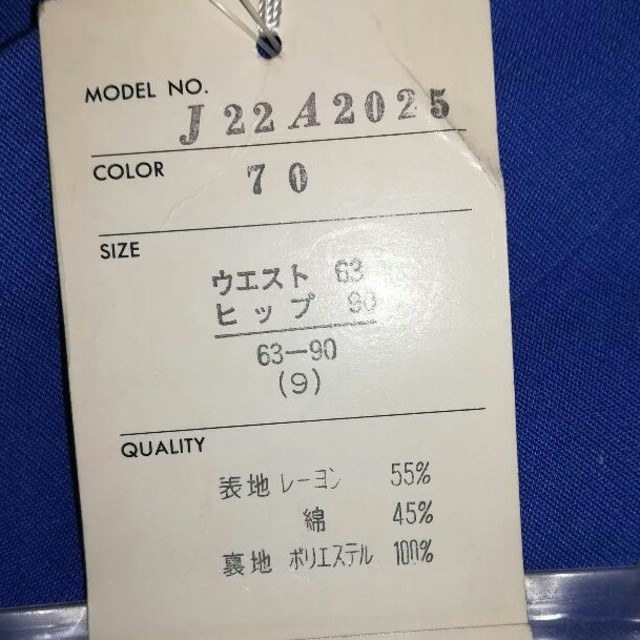 MODEL NO.
J22A2025
COLOR
70
SIZE
ウエスト 63
ヒップ 90
63-90
(9)
QUALITY
表地 レーヨン 55%
綿 45%
裏地 ポリエステル 100%